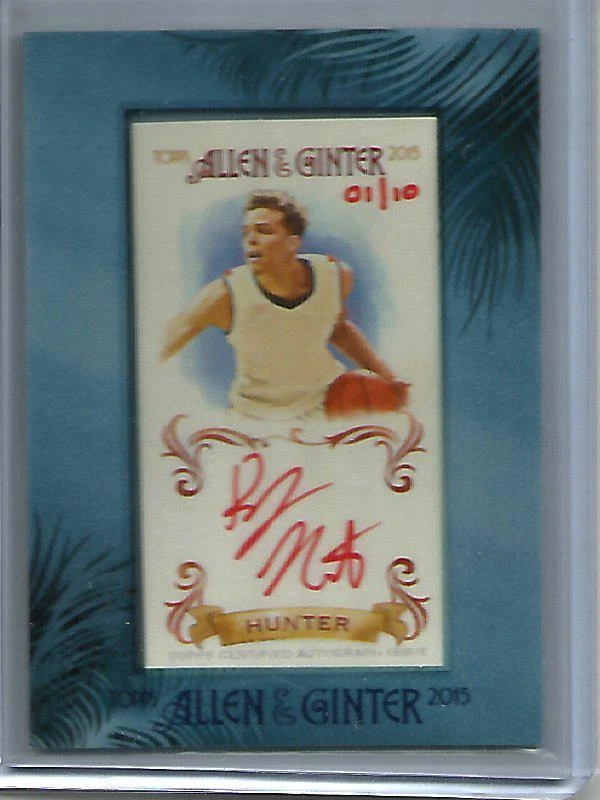 TOPPS ALLEN & GINTER 2015
01/10
HUNTER
TOPPS CERTIFIED AUTOGRAPH ISSUE
TOPPS ALLEN & GINTER 2015